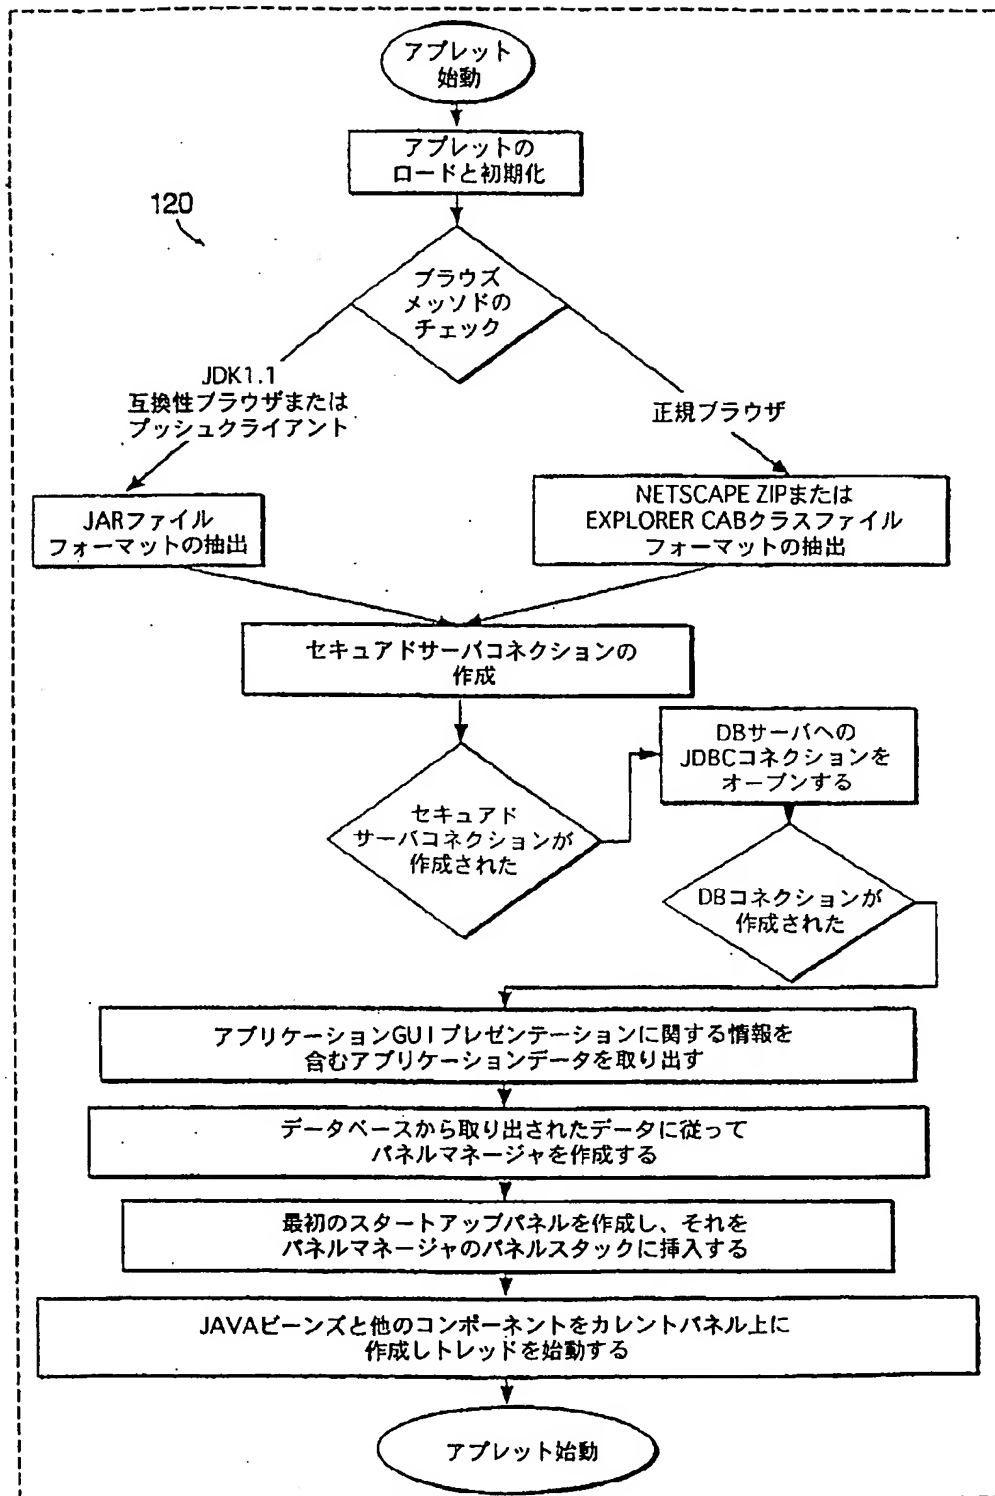 アプレット
始動
アプレットの
ロードと初期化
120
ブラウズ
メッソドの
チェック
JDK1.1
互換性ブラウザまたは
プッシュクライアント
正規ブラウザ
JARファイル
フォーマットの抽出
NETSCAPE ZIPまたは
EXPLORER CABクラスファイル
フォーマットの抽出
セキュアドサーバコネクションの
作成
DBサーバへの
JDBCコネクションを
オープンする
セキュアド
サーバコネクションが
作成された
DBコネクションが
作成された
アプリケーションGUIプレゼンテーションに関する情報を
含むアプリケーションデータを取り出す
データベースから取り出されたデータに従って
パネルマネージャを作成する
最初のスタートアップパネルを作成し、それを
パネルマネージャのパネルスタックに挿入する
JAVAビーンズと他のコンポーネントをカレントパネル上に
作成しトレッドを始動する
アプレット始動